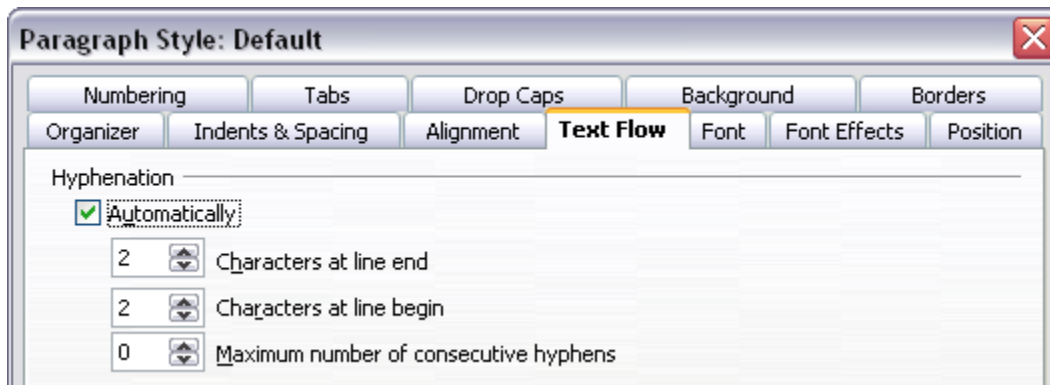 Paragraph Style: Default
Numbering Tabs Drop Caps Background Borders
Organizer Indents & Spacing Alignment Text Flow Font Font Effects Position
Hyphenation
Automatically
2 Characters at line end
2 Characters at line begin
0 Maximum number of consecutive hyphens